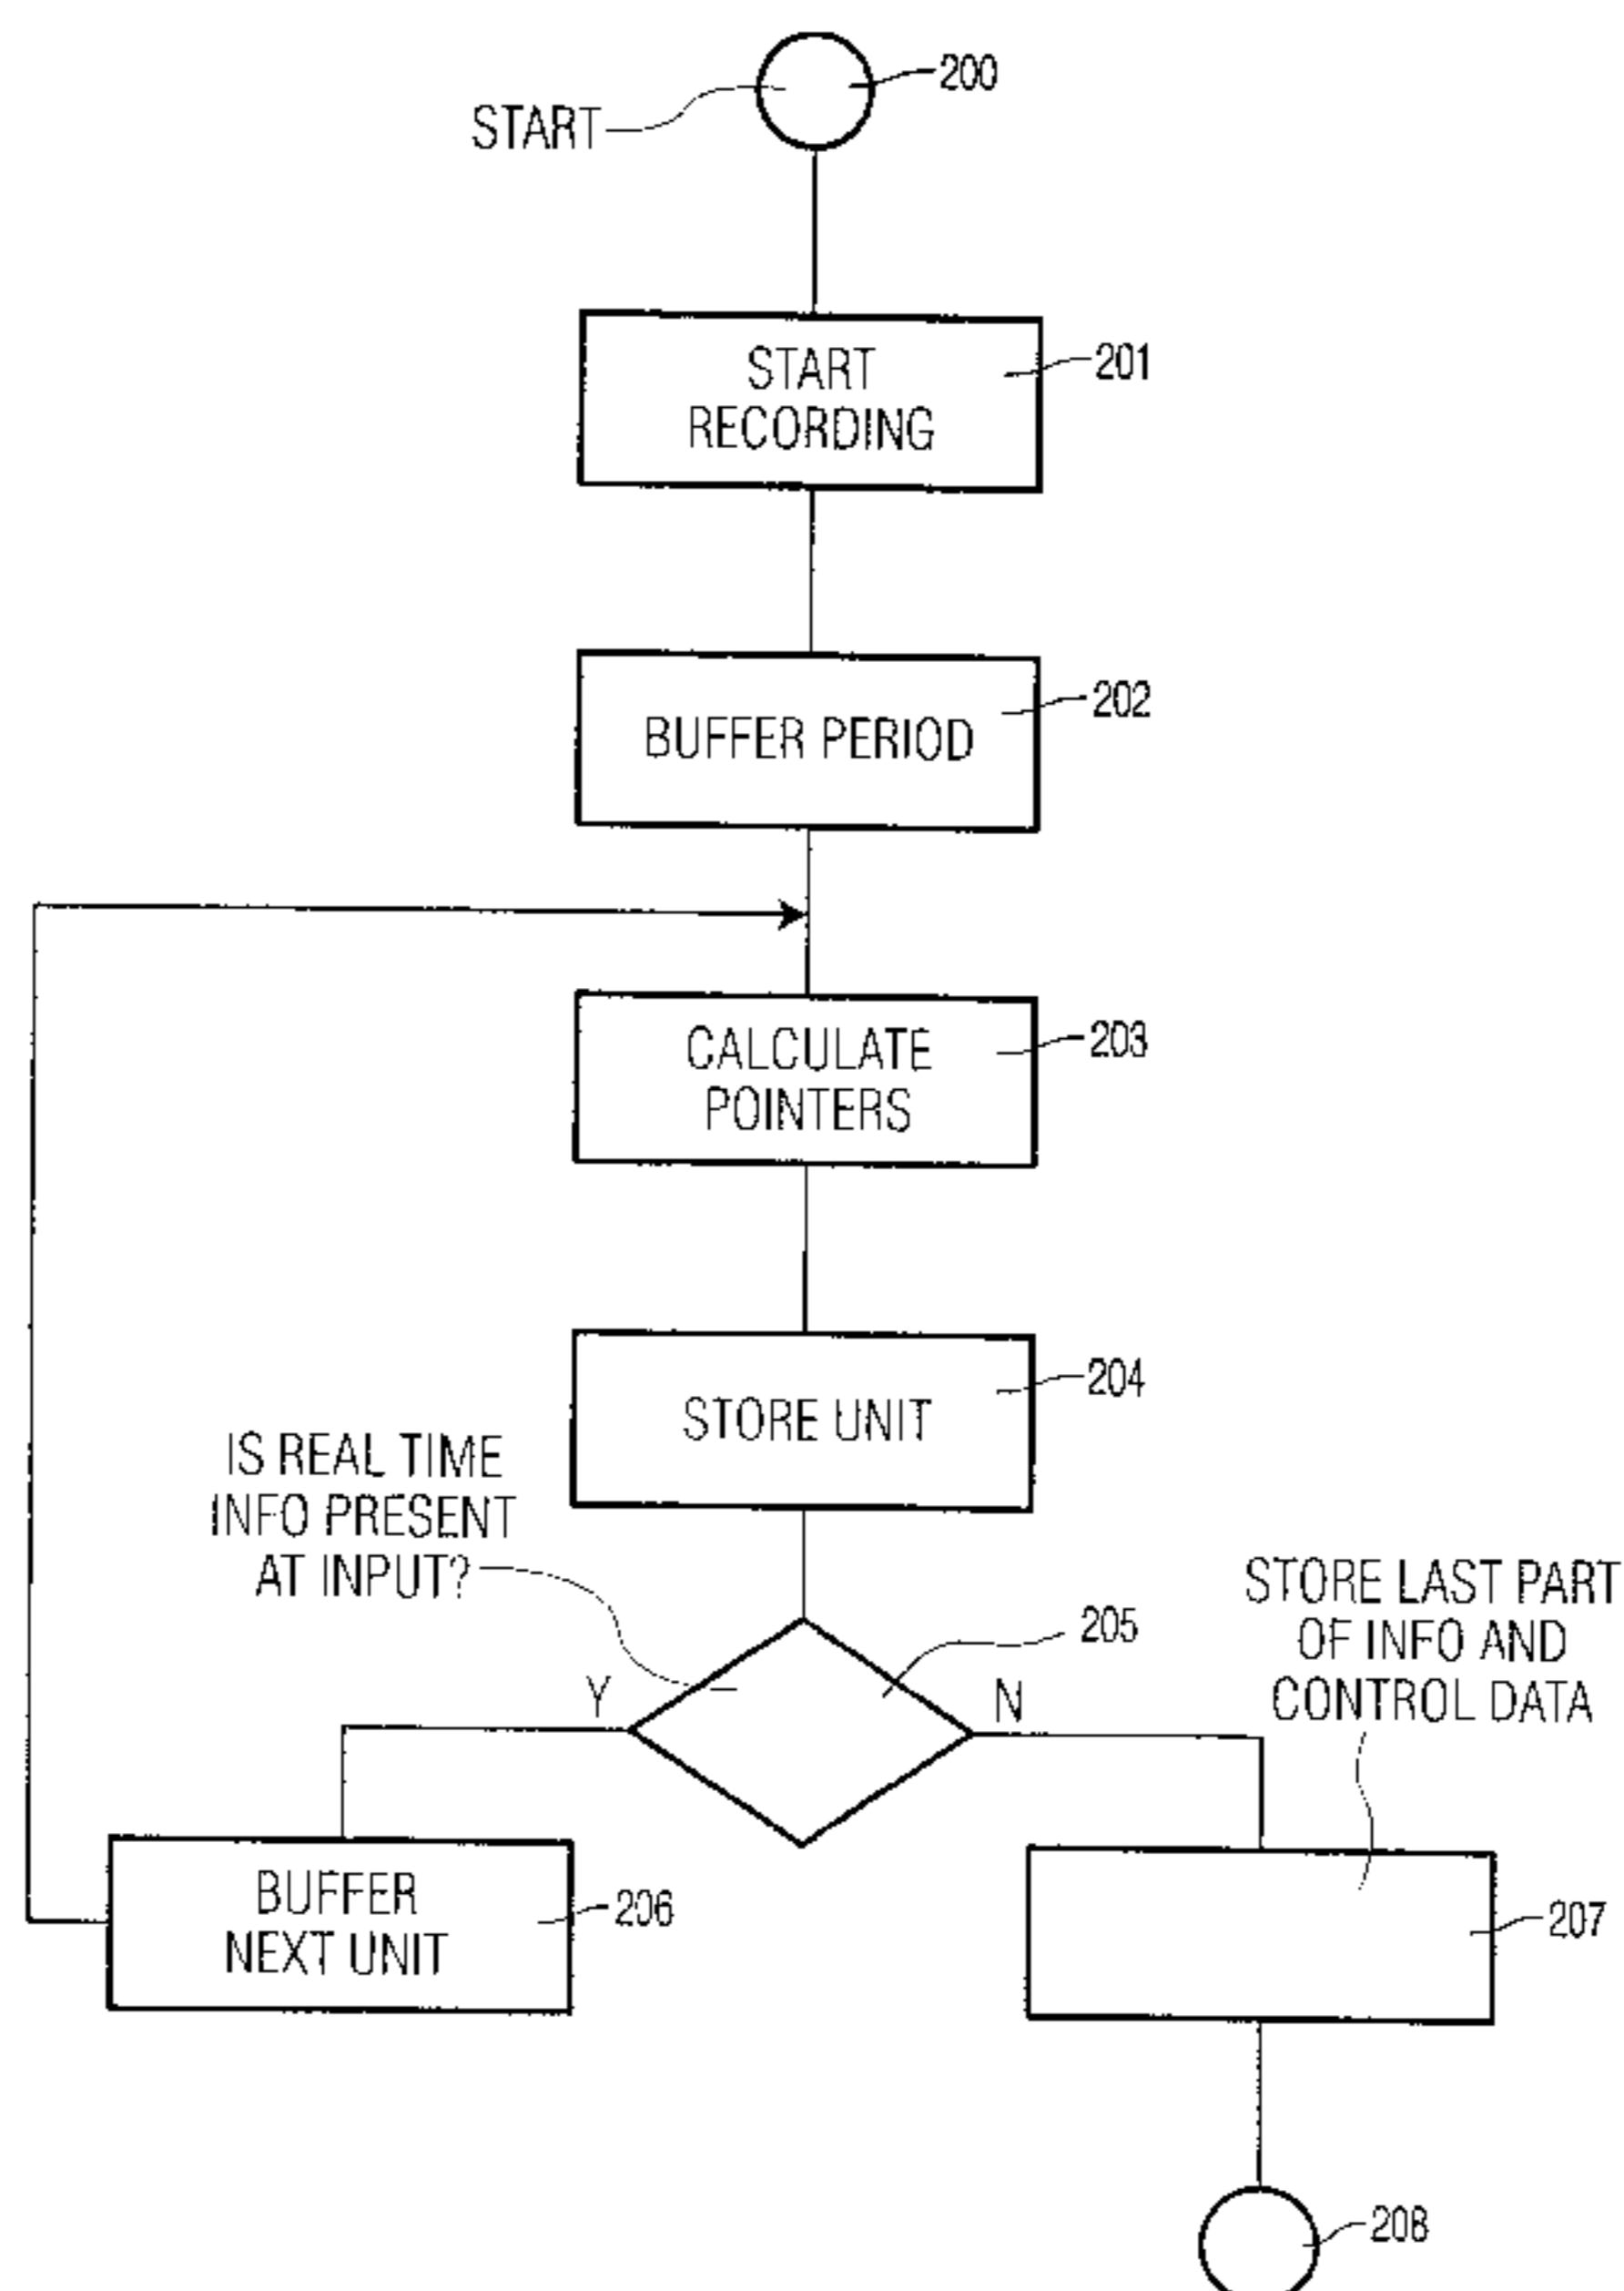 200
START
START
RECORDING
201
BUFFER PERIOD
202
CALCULATE
POINTERS
203
STORE UNIT
204
IS REAL TIME
INFO PRESENT
AT INPUT?
205
STORE LAST PART
OF INFO AND
CONTROL DATA
Y
N
BUFFER
NEXT UNIT
206
207
208